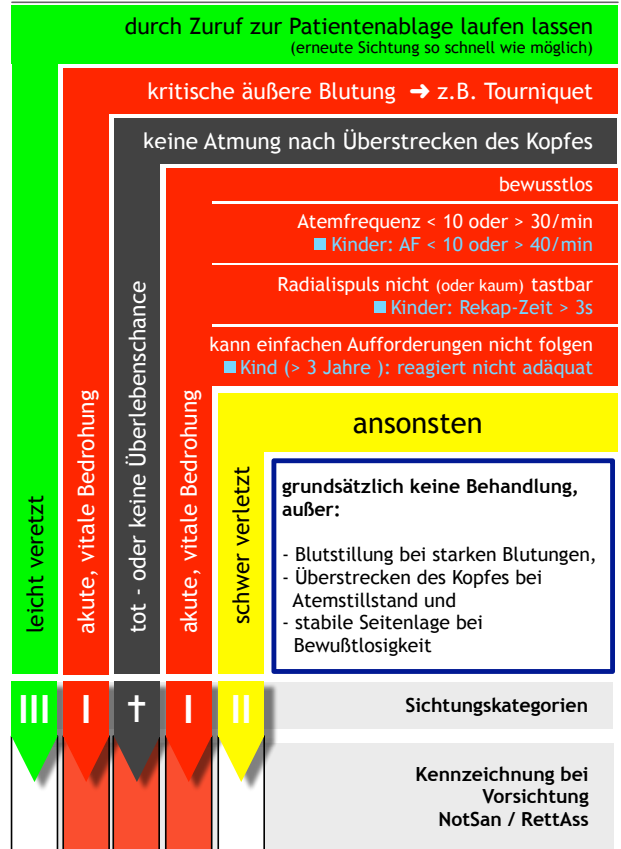 durch Zuruf zur Patientenablage laufen lassen
(erneute Sichtung so schnell wie möglich)
kritische äußere Blutung ➜ z.B. Tourniquet
keine Atmung nach Überstrecken des Kopfes
bewusstlos
Atemfrequenz < 10 oder > 30/min
■ Kinder: AF < 10 oder > 40/min
Radialispuls nicht (oder kaum) tastbar
■ Kinder: Rekap-Zeit > 3s
kann einfachen Aufforderungen nicht folgen
■ Kind (> 3 Jahre ): reagiert nicht adäquat
ansonsten
leicht veretzt
akute, vitale Bedrohung
tot - oder keine Überlebenschance
akute, vitale Bedrohung
schwer verletzt
grundsätzlich keine Behandlung,
außer:
- Blutstillung bei starken Blutungen,
- Überstrecken des Kopfes bei
Atemstillstand und
- stabile Seitenlage bei
Bewußtlosigkeit
III I † I II
Sichtungskategorien
Kennzeichnung bei
Vorsichtung
NotSan / RettAss